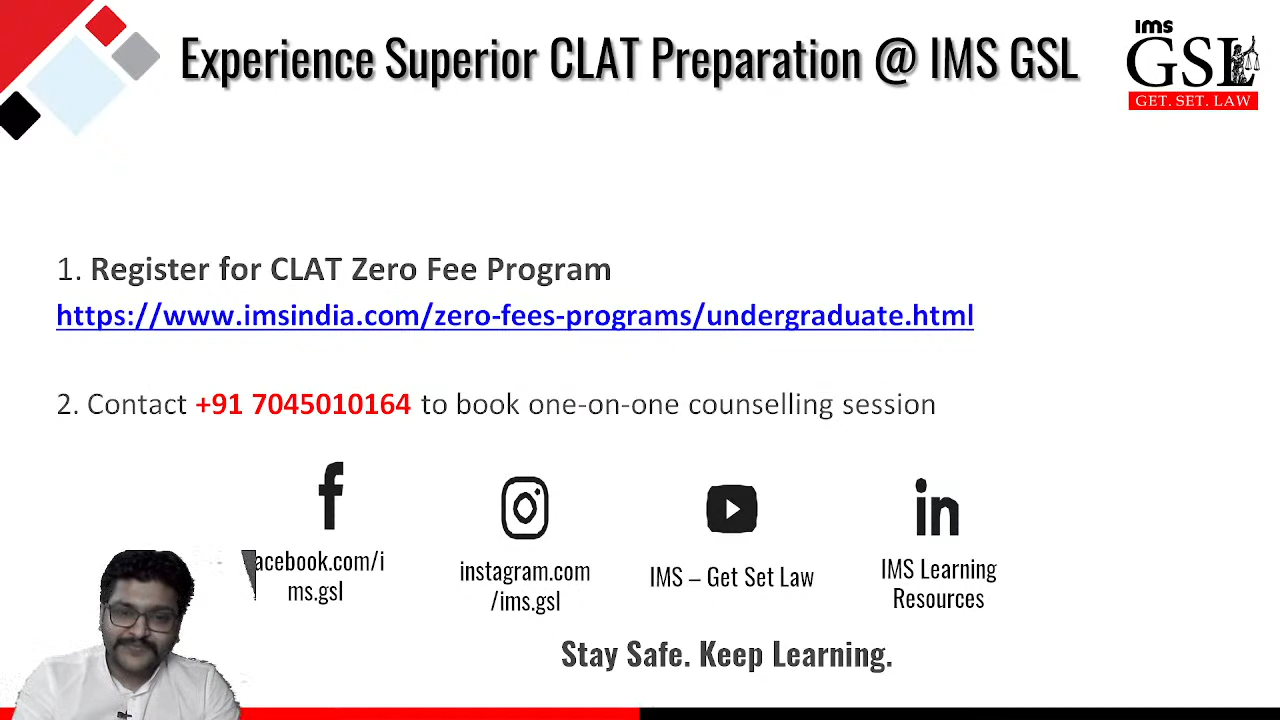 Experience Superior CLAT Preparation @ IMS GSL
ims
GSL
GET. SET. LAW
1. Register for CLAT Zero Fee Program
https://www.imsindia.com/zero-fees-programs/undergraduate.html
2. Contact +91 7045010164 to book one-on-one counselling session
acebook.com/i
ms.gsl
instagram.com
/ims.gsl
IMS – Get Set Law
IMS Learning
Resources
Stay Safe. Keep Learning.